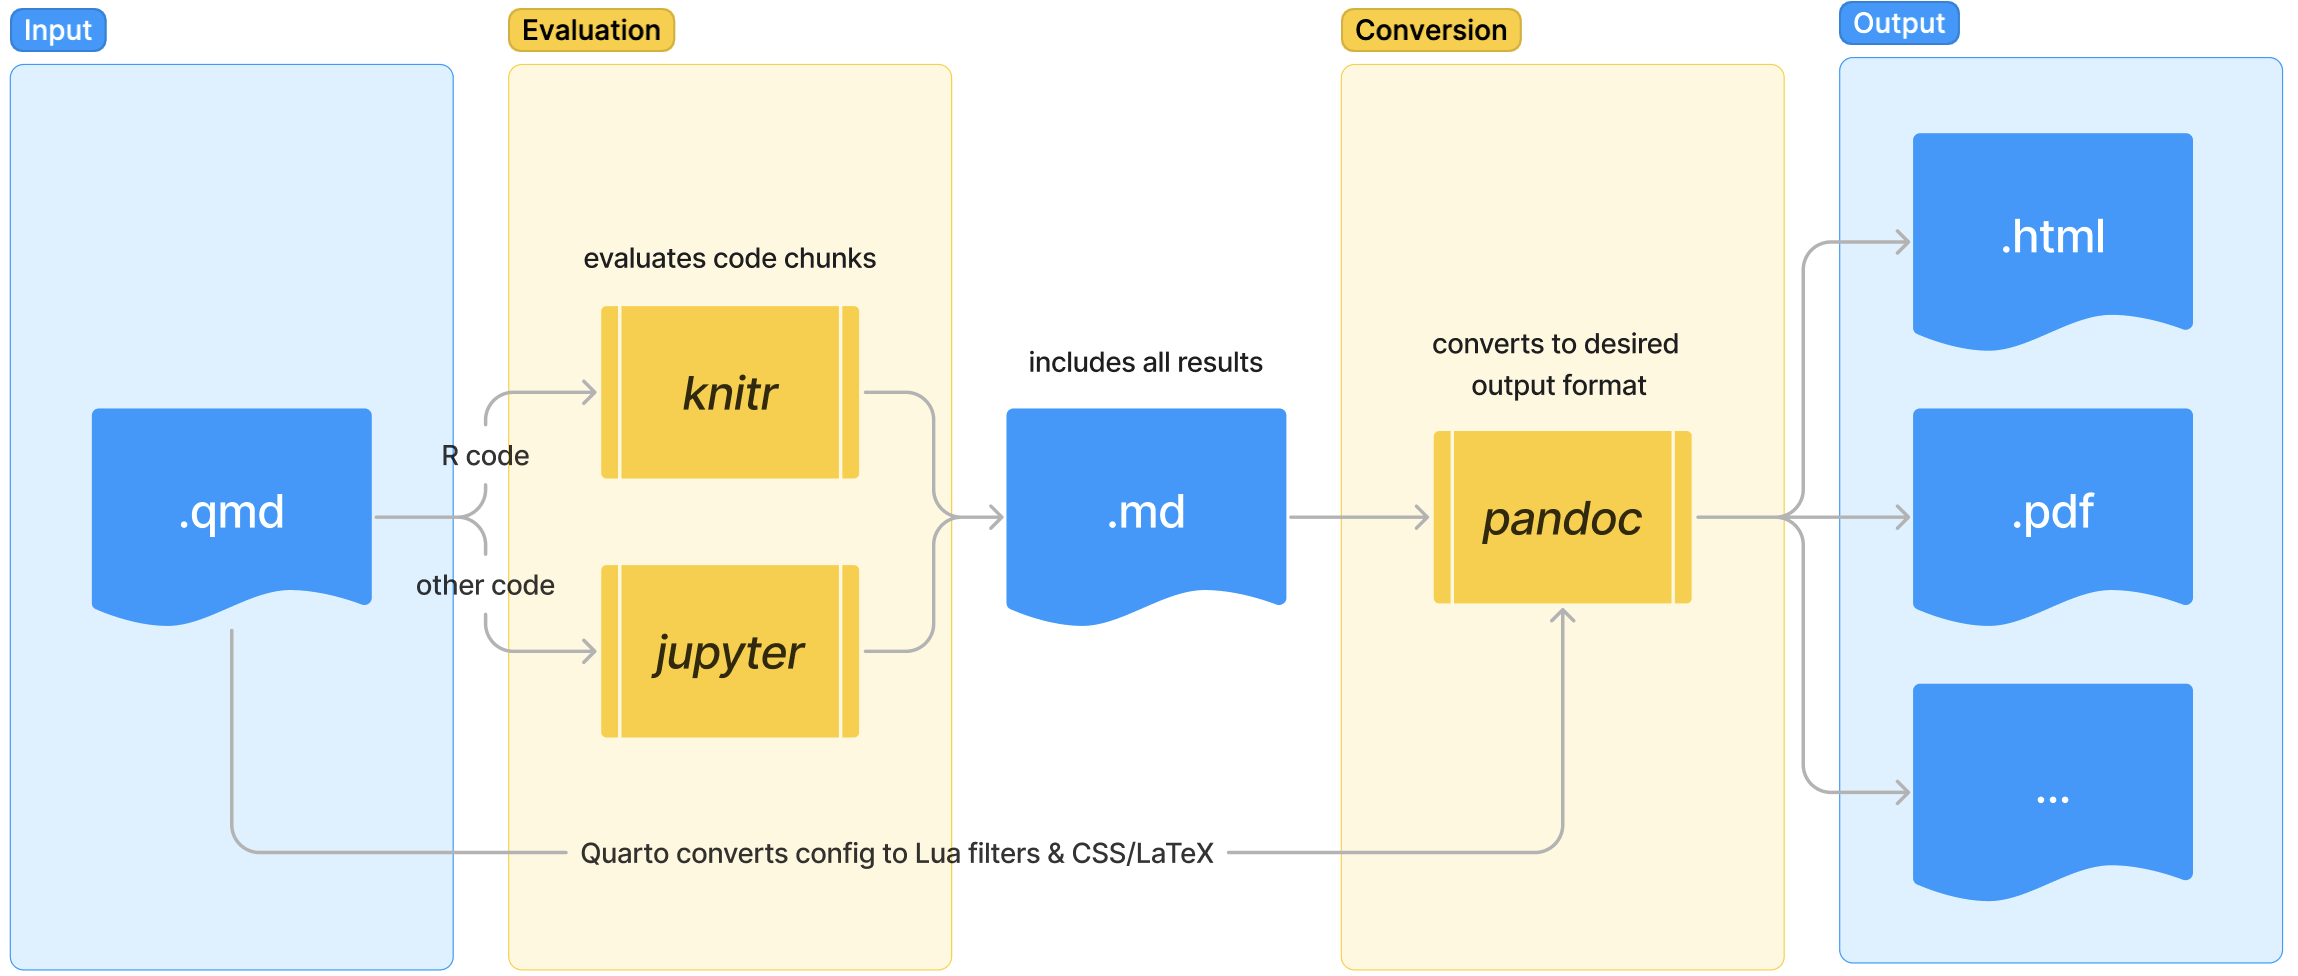 Input
Evaluation
Conversion
Output
evaluates code chunks
knitr
R code
.qmd
other code
jupyter
includes all results
.md
converts to desired
output format
pandoc
.html
.pdf
...
Quarto converts config to Lua filters & CSS/LaTeX